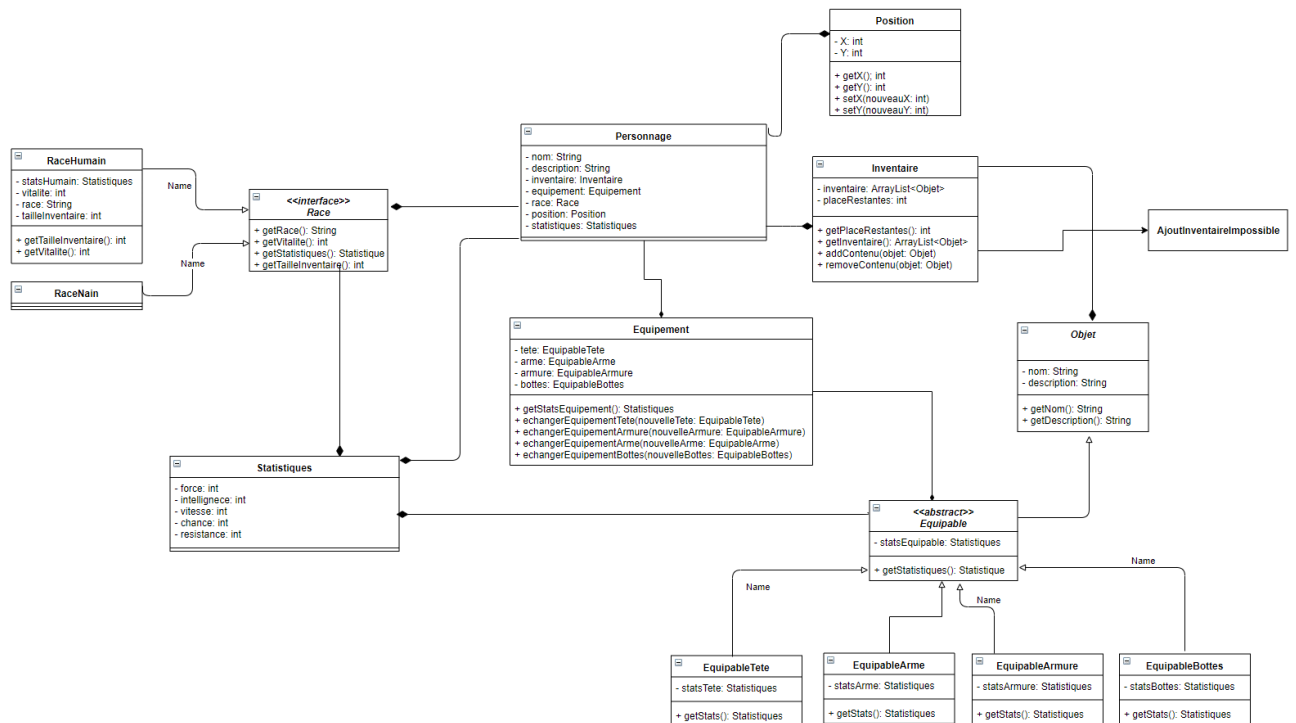 Position
- X: int
- Y: int
+ getX(); int
+ getY(): int
+ setX(nouveauX: int)
+ setY(nouveauY: int)
Personnage
- nom: String
- description: String
- inventaire: Inventaire
- equipement: Equipement
- race: Race
- position: Position
- statistiques: Statistiques
RaceHumain
- statsHumain: Statistiques
- vitalite: int
- race: String
- tailleInventaire: int
+ getTailleInventaire(): int
+ getVitalite(): int
Name
<<interface>>
Race
+ getRace(): String
+ getVitalite(): int
+ getStatistiques(): Statistique
+ getTailleInventaire(): int
Name
RaceNain
Inventaire
- inventaire: ArrayList<Objet>
- placeRestantes: int
+ getPlaceRestantes(): int
+ getInventaire(): ArrayList<Objet>
+ addContenu(objet: Objet)
+ removeContenu(objet: Objet)
AjoutInventaireImpossible
Equipement
- tete: EquipableTete
- arme: EquipableArme
- armure: EquipableArmure
- bottes: EquipableBottes
+ getStatsEquipement(): Statistiques
+ echangerEquipementTete(nouvelleTete: EquipableTete)
+ echangerEquipementArmure(nouvelleArmure: EquipableArmure)
+ echangerEquipementArme(nouvelleArme: EquipableArme)
+ echangerEquipementBottes(nouvelleBottes: EquipableBottes)
Objet
- nom: String
- description: String
+ getNom(): String
+ getDescription(): String
Statistiques
- force: int
- intellignece: int
- vitesse: int
- chance: int
- resistance: int
<<abstract>>
Equipable
- statsEquipable: Statistiques
+ getStatistiques(): Statistique
Name
Name
Name
EquipableTete
- statsTete: Statistiques
+ getStats(): Statistiques
EquipableArme
- statsArme: Statistiques
+ getStats(): Statistiques
EquipableArmure
- statsArmure: Statistiques
+ getStats(): Statistiques
EquipableBottes
- statsBottes: Statistiques
+ getStats(): Statistiques